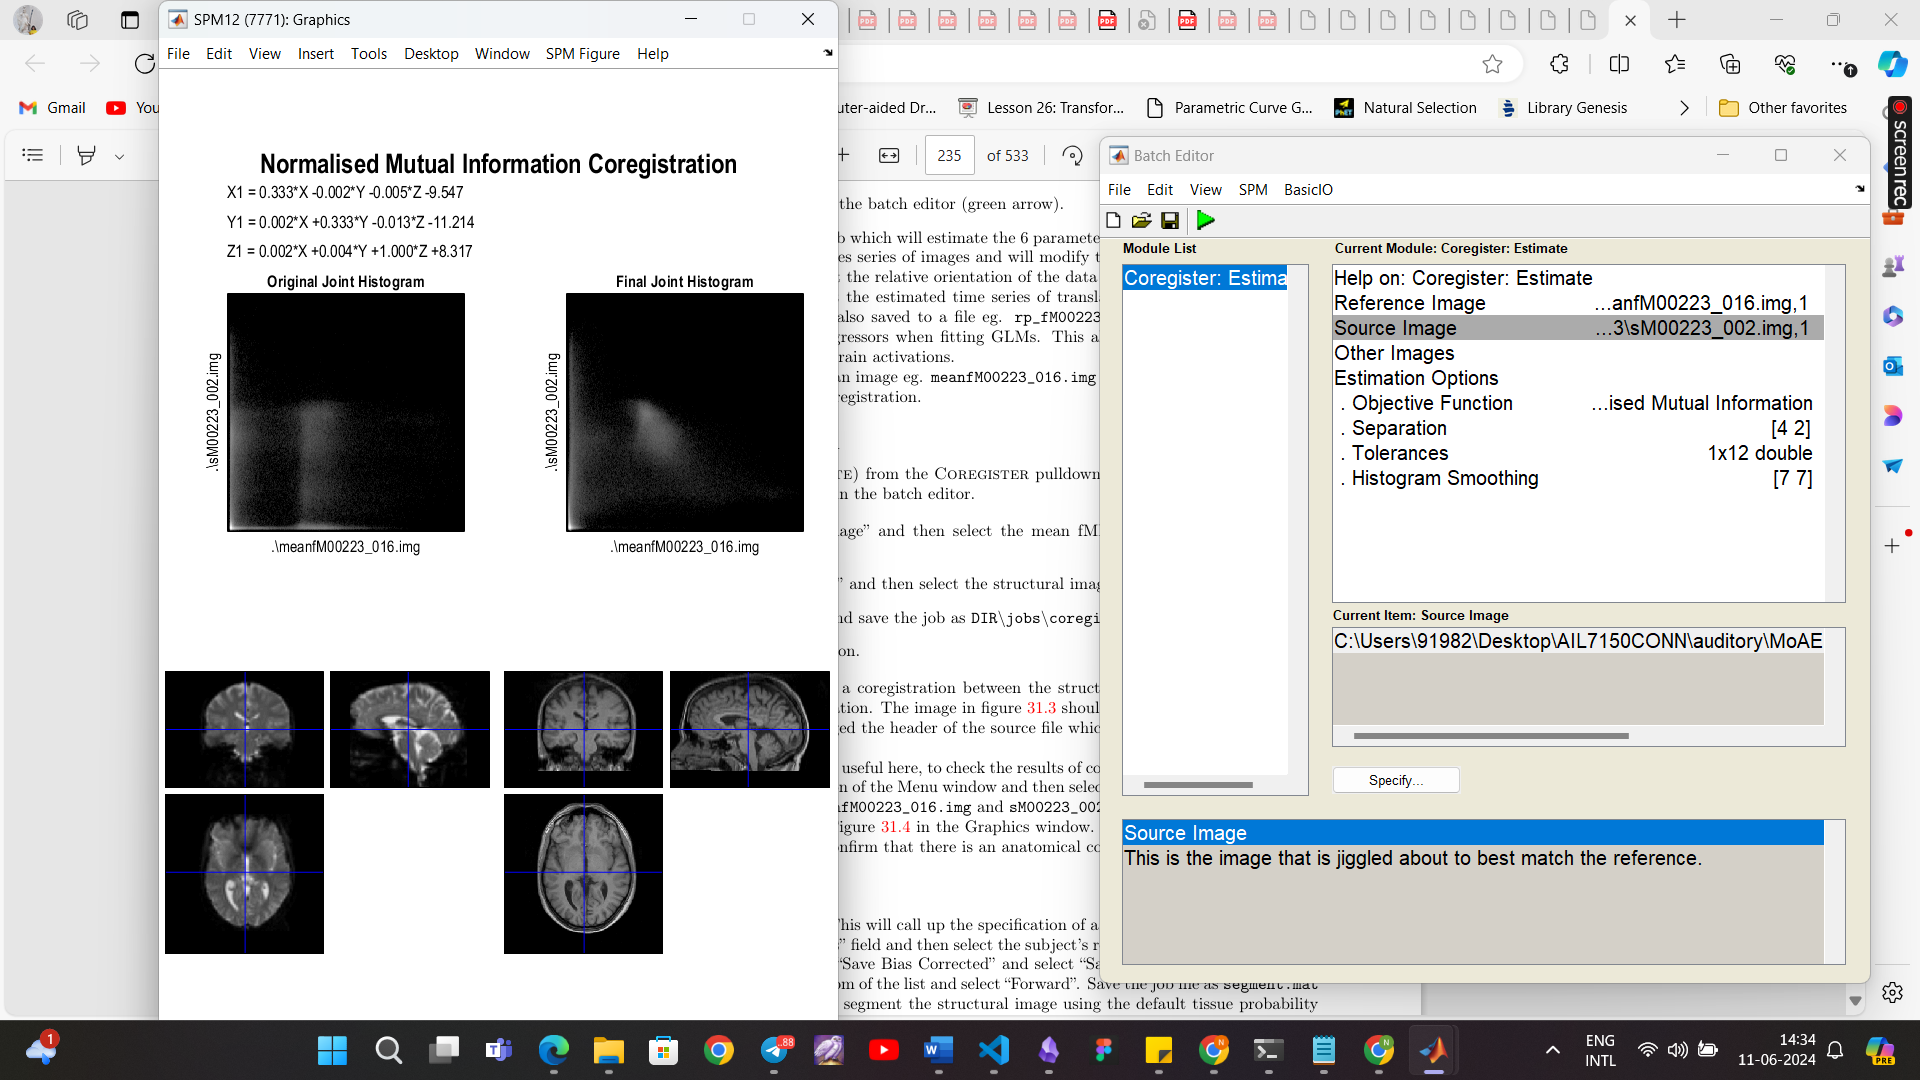 SPM12 (7771): Graphics
File Edit View Insert Tools Desktop Window SPM Figure Help
Gmail
You
uter-aided Dr...
Lesson 26: Transfor...
Parametric Curve G...
Natural Selection
Library Genesis
Other favorites
Normalised Mutual Information Coregistration
X1 = 0.333*X -0.002*Y -0.005*Z -9.547
Y1 = 0.002*X +0.333*Y -0.013*Z -11.214
Z1 = 0.002*X +0.004*Y +1.000*Z +8.317
Original Joint Histogram
.\sM00223_002.img
.\meanfM00223_016.img
Final Joint Histogram
.\sM00223_002.img
.\meanfM00223_016.img
235 of 533
the batch editor (green arrow).
b which will estimate the 6 paramete
es series of images and will modify t
t the relative orientation of the data
s the estimated time series of transla
also saved to a file eg. rp_fM00223
gressors when fitting GLMs. This a
rain activations.
an image eg. meanfM00223_016.img
registration.
TE) from the COREGISTER pulldown
n the batch editor.
age” and then select the mean fM
” and then select the structural imag
nd save the job as DIR\jobs\coregi
on.
a coregistration between the struct
ation. The image in figure 31.3 shoul
ed the header of the source file whic
useful here, to check the results of co
n of the Menu window and then selec
nfM00223_016.img and sM00223_002
igure 31.4 in the Graphics window.
onfirm that there is an anatomical co
This will call up the specification of a
s” field and then select the subject’s r
“Save Bias Corrected” and select “Sa
om of the list and select “Forward”. Save the job file as segment.mat
segment the structural image using the default tissue probability
Batch Editor
File Edit View SPM BasicIO
Module List
Coregister: Estima
Current Module: Coregister: Estimate
Help on: Coregister: Estimate
Reference Image ...anfM00223_016.img,1
Source Image ...3\sM00223_002.img,1
Other Images
Estimation Options
. Objective Function ...ised Mutual Information
. Separation [4 2]
. Tolerances 1x12 double
. Histogram Smoothing [7 7]
Current Item: Source Image
C:\Users\91982\Desktop\AIL7150CONN\auditory\MoAE
Specify...
Source Image
This is the image that is jiggled about to best match the reference.
screen rec
1
88
ENG
INTL
14:34
11-06-2024
PRE